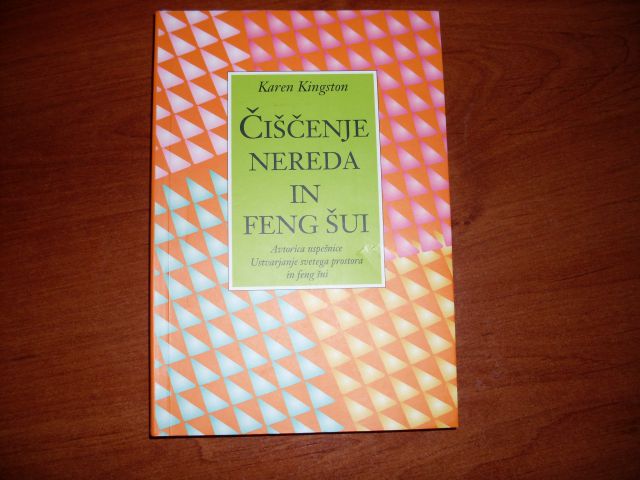 Karen Kingston
ČIŠČENJE
NEREDA
IN
FENG ŠUI
Avtorica uspešnice
Ustvarjanje svetega prostora
in feng šui